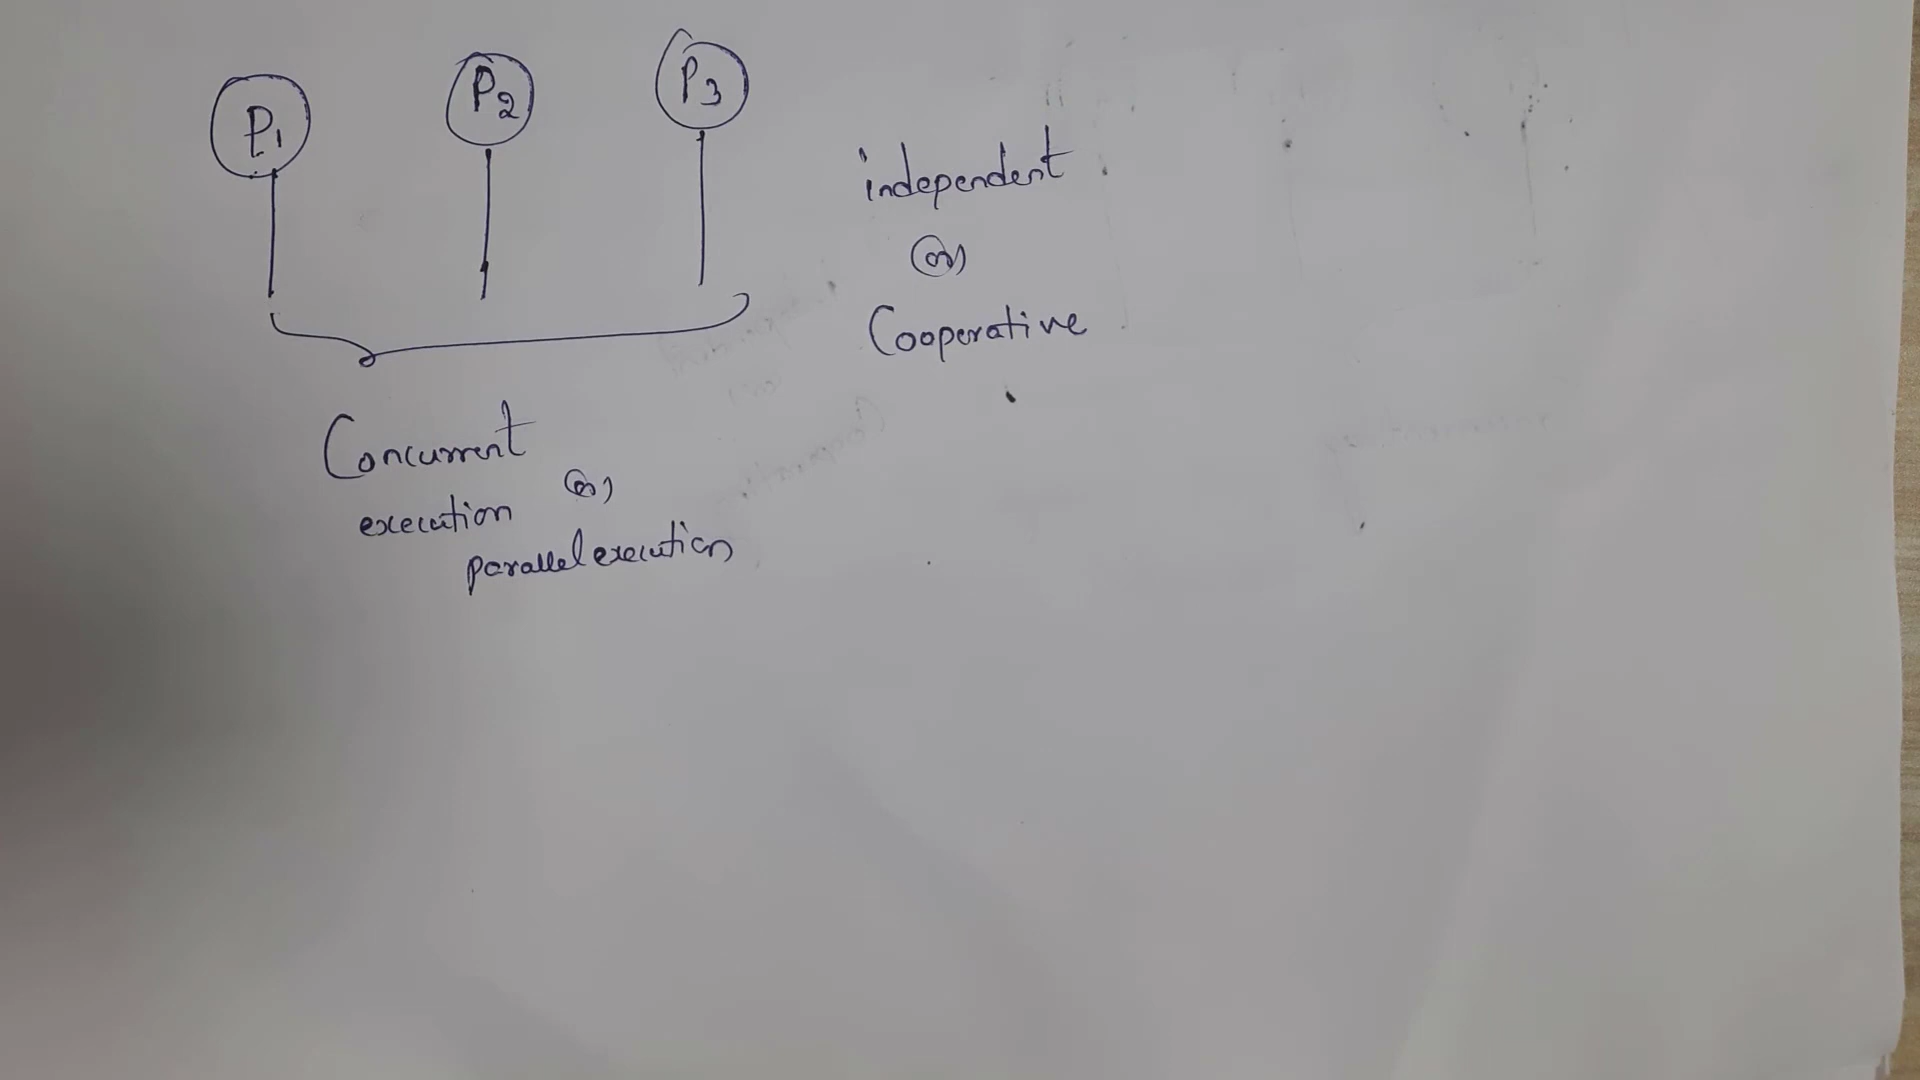 P1 P2 P3
independent
(or)
Cooperative
Concurrent
execution (or)
parallel execution